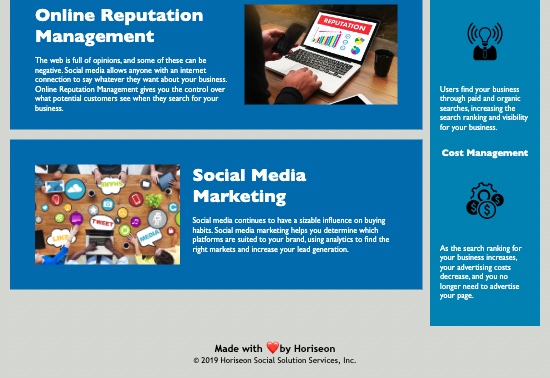 Online Reputation
Management
The web is full of opinions, and some of these can be
negative. Social media allows anyone with an internet
connection to say whatever they want about your business.
Online Reputation Management gives you the control over
what potential customers see when they search for your
business.
REPUTATION
Social Media
Marketing
Social media continues to have a sizable influence on buying
habits. Social media marketing helps you determine which
platforms are suited to your brand, using analytics to find the
right markets and increase your lead generation.
SHARE
TWEET
LIKE
MEDIA
Users find your business
through paid and organic
searches, increasing the
search ranking and visibility
for your business.
Cost Management
As the search ranking for
your business increases,
your advertising costs
decrease, and you no
longer need to advertise
your page.
Made with ❤️by Horiseon
© 2019 Horiseon Social Solution Services, Inc.